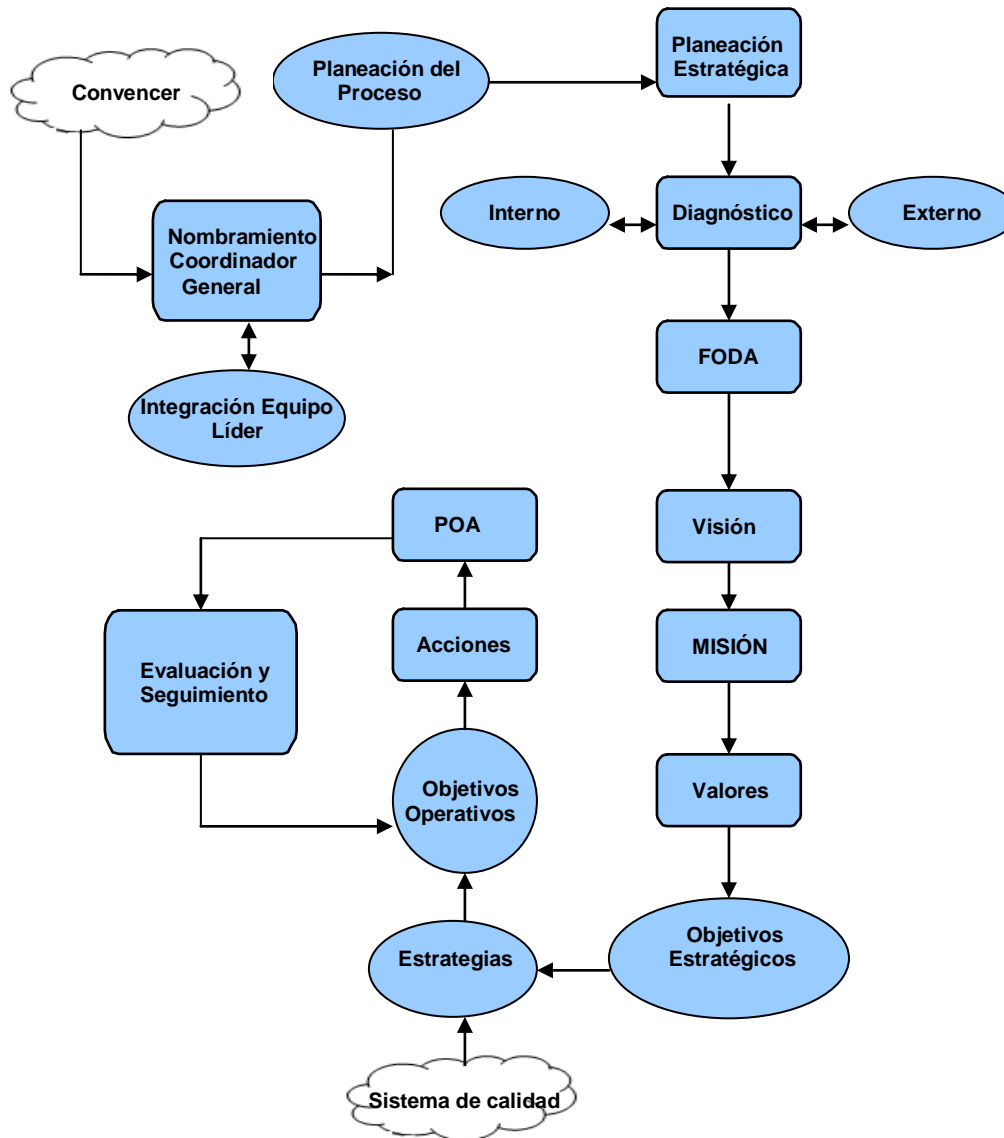 Convencer
Planeación del
Proceso
Planeación
Estratégica
Nombramiento
Coordinador
General
Interno
Diagnóstico
Externo
Integración Equipo
Líder
FODA
POA
Visión
Acciones
MISIÓN
Evaluación y
Seguimiento
Objetivos
Operativos
Valores
Estrategias
Objetivos
Estratégicos
Sistema de calidad